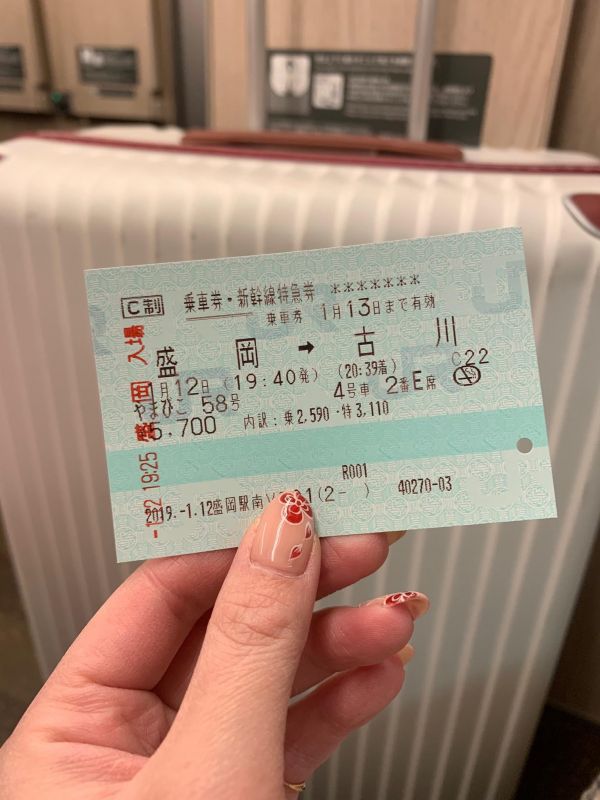 C制 乗車券・新幹線特急券 *******
乗車券 1月13日まで有効
盛岡 → 古川
1月12日 (19:40発) (20:39着) C22
やまびこ 58号 4号車 2番E席
5,700 内訳:乗2,590・特3,110
R001
2019.-1.12盛岡駅南 1(2- ) 40270-03
盛岡 入場
19:25